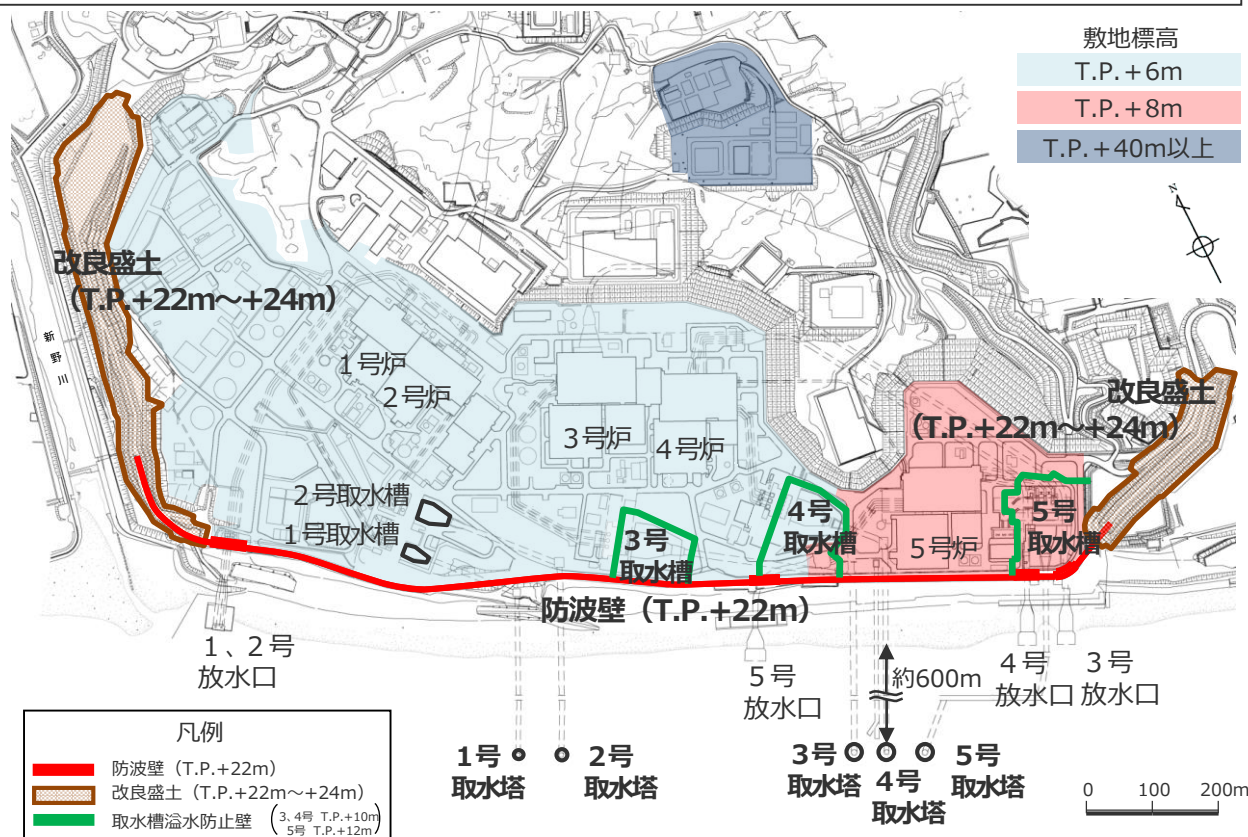 敷地標高
T.P.+6m
T.P.+8m
T.P.+40m以上
N
改良盛土
(T.P.+22m~+24m)
新野川
1号炉
2号炉
3号炉
4号炉
改良盛土
(T.P.+22m~+24m)
2号取水槽
1号取水槽
3号
取水槽
4号
取水槽
5号炉
5号
取水槽
防波壁(T.P.+22m)
1、2号
放水口
5号
放水口
約600m
4号
放水口
3号
放水口
1号
取水塔
2号
取水塔
3号
取水塔
4号
取水塔
5号
取水塔
0 100 200m
凡例
防波壁(T.P.+22m)
改良盛土(T.P.+22m~+24m)
取水槽溢水防止壁(3、4号 T.P.+10m
5号 T.P.+12m)